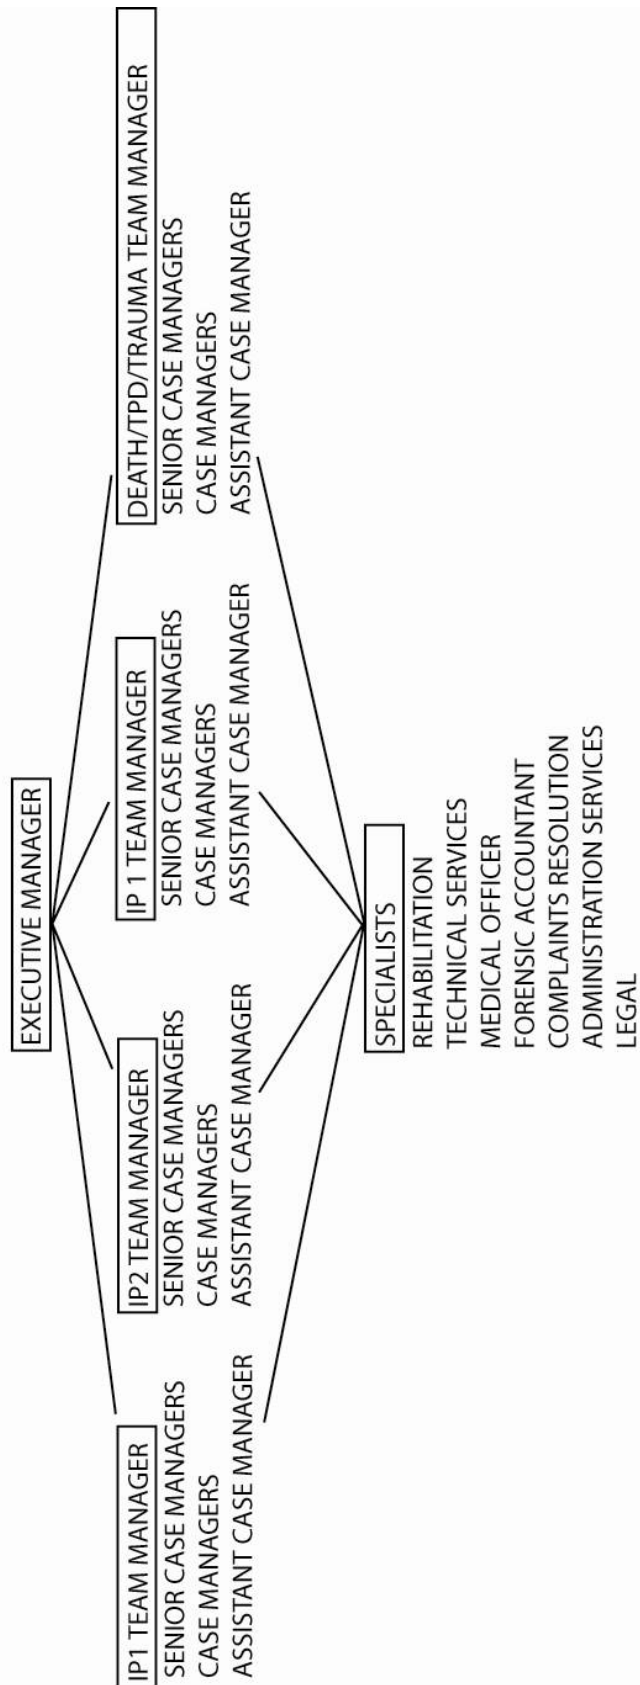 EXECUTIVE MANAGER
IP1 TEAM MANAGER
SENIOR CASE MANAGERS
CASE MANAGERS
ASSISTANT CASE MANAGER
IP2 TEAM MANAGER
SENIOR CASE MANAGERS
CASE MANAGERS
ASSISTANT CASE MANAGER
IP 1 TEAM MANAGER
SENIOR CASE MANAGERS
CASE MANAGERS
ASSISTANT CASE MANAGER
DEATH/TPD/TRAUMA TEAM MANAGER
SENIOR CASE MANAGERS
CASE MANAGERS
ASSISTANT CASE MANAGER
SPECIALISTS
REHABILITATION
TECHNICAL SERVICES
MEDICAL OFFICER
FORENSIC ACCOUNTANT
COMPLAINTS RESOLUTION
ADMINISTRATION SERVICES
LEGAL